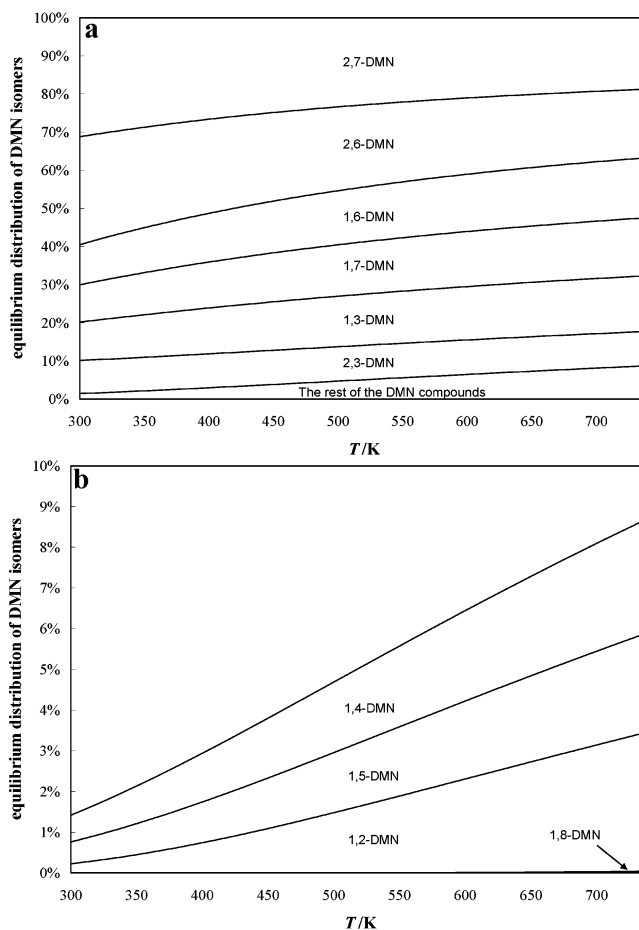 a
equilibrium distribution of DMN isomers
100%
90%
80%
70%
60%
50%
40%
30%
20%
10%
0%
2,7-DMN
2,6-DMN
1,6-DMN
1,7-DMN
1,3-DMN
2,3-DMN
The rest of the DMN compounds
300 350 400 450 500 550 600 650 700
T/K
b
equilibrium distribution of DMN isomers
10%
9%
8%
7%
6%
5%
4%
3%
2%
1%
0%
1,4-DMN
1,5-DMN
1,2-DMN
1,8-DMN
300 350 400 450 500 550 600 650 700
T/K